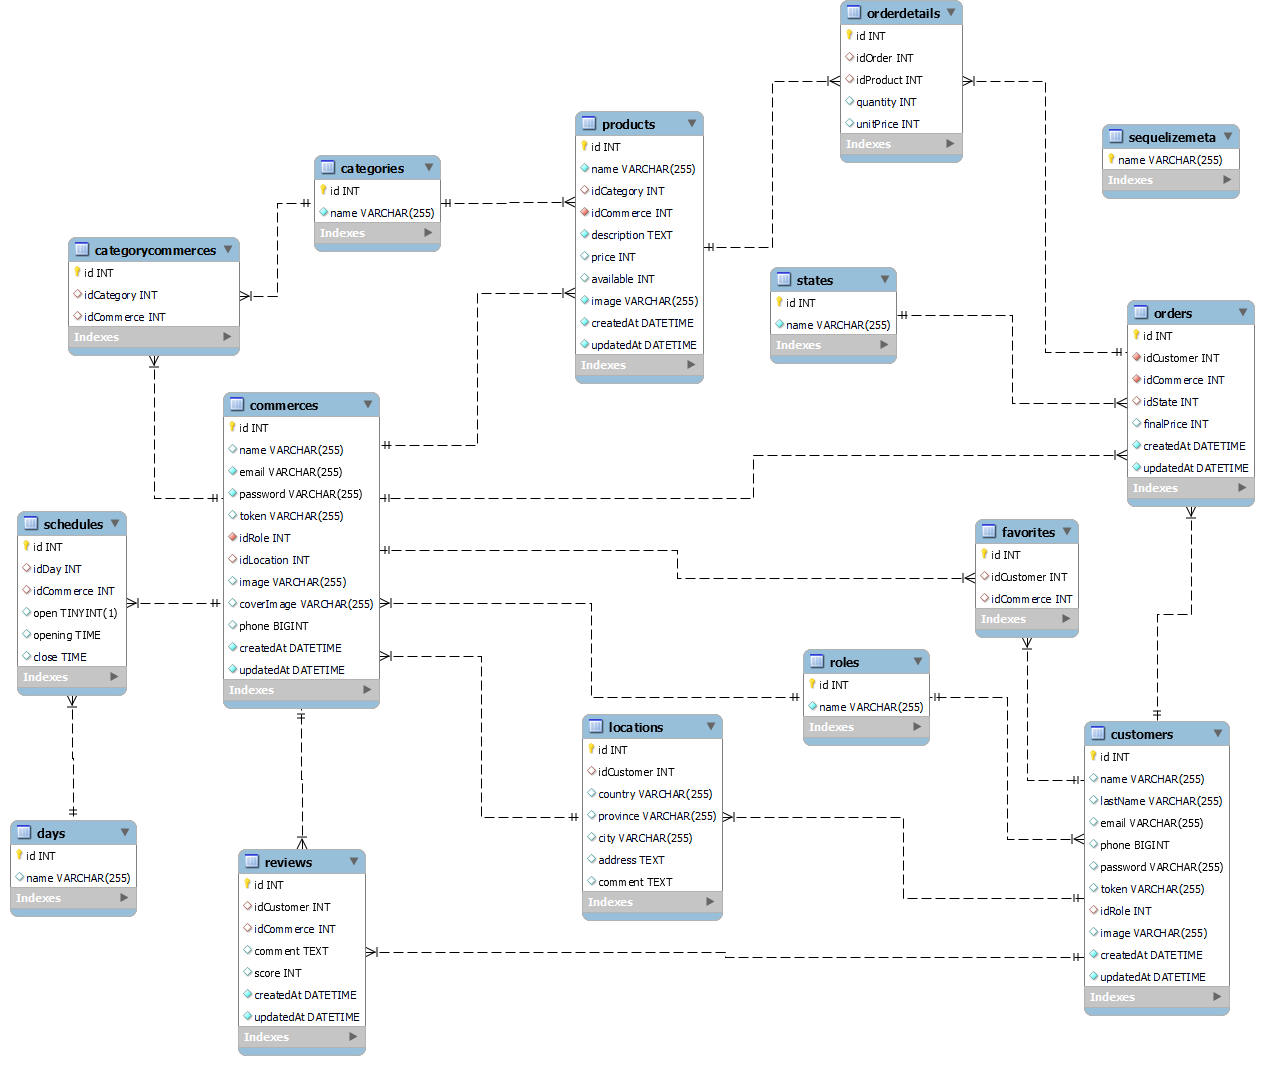 orderdetails
id INT
idOrder INT
idProduct INT
quantity INT
unitPrice INT
Indexes
products
id INT
name VARCHAR(255)
idCategory INT
idCommerce INT
description TEXT
price INT
available INT
image VARCHAR(255)
createdAt DATETIME
updatedAt DATETIME
Indexes
sequelizemeta
name VARCHAR(255)
Indexes
categories
id INT
name VARCHAR(255)
Indexes
categorycommerces
id INT
idCategory INT
idCommerce INT
Indexes
states
id INT
name VARCHAR(255)
Indexes
orders
id INT
idCustomer INT
idCommerce INT
idState INT
finalPrice INT
createdAt DATETIME
updatedAt DATETIME
Indexes
commerces
id INT
name VARCHAR(255)
email VARCHAR(255)
password VARCHAR(255)
token VARCHAR(255)
idRole INT
idLocation INT
image VARCHAR(255)
coverImage VARCHAR(255)
phone BIGINT
createdAt DATETIME
updatedAt DATETIME
Indexes
schedules
id INT
idDay INT
idCommerce INT
open TINYINT(1)
opening TIME
close TIME
Indexes
favorites
id INT
idCustomer INT
idCommerce INT
Indexes
roles
id INT
name VARCHAR(255)
Indexes
locations
id INT
idCustomer INT
country VARCHAR(255)
province VARCHAR(255)
city VARCHAR(255)
address TEXT
comment TEXT
Indexes
customers
id INT
name VARCHAR(255)
lastName VARCHAR(255)
email VARCHAR(255)
phone BIGINT
password VARCHAR(255)
token VARCHAR(255)
idRole INT
image VARCHAR(255)
createdAt DATETIME
updatedAt DATETIME
Indexes
days
id INT
name VARCHAR(255)
Indexes
reviews
id INT
idCustomer INT
idCommerce INT
comment TEXT
score INT
createdAt DATETIME
updatedAt DATETIME
Indexes